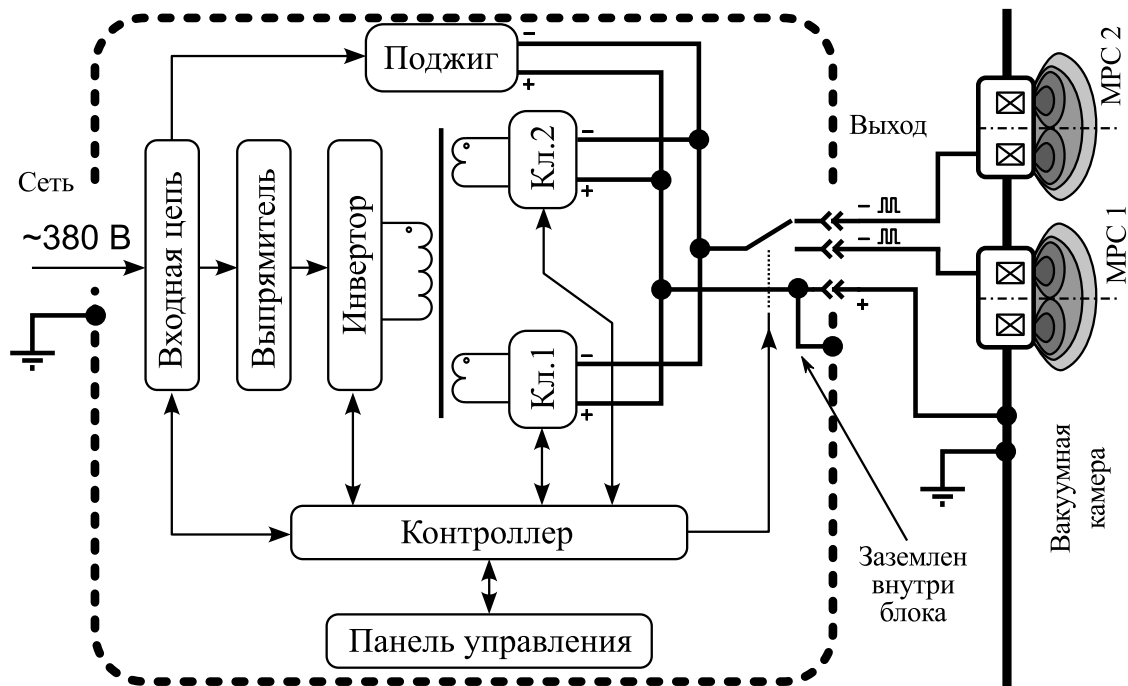 Поджиг
–
+
Сеть
~380 В
Входная цепь
Выпрямитель
Инвертор
Кл.2
–
+
Кл.1
–
+
Выход
–
–
+
МРС 2
МРС 1
Контроллер
Панель управления
Заземлен
внутри
блока
Вакуумная
камера